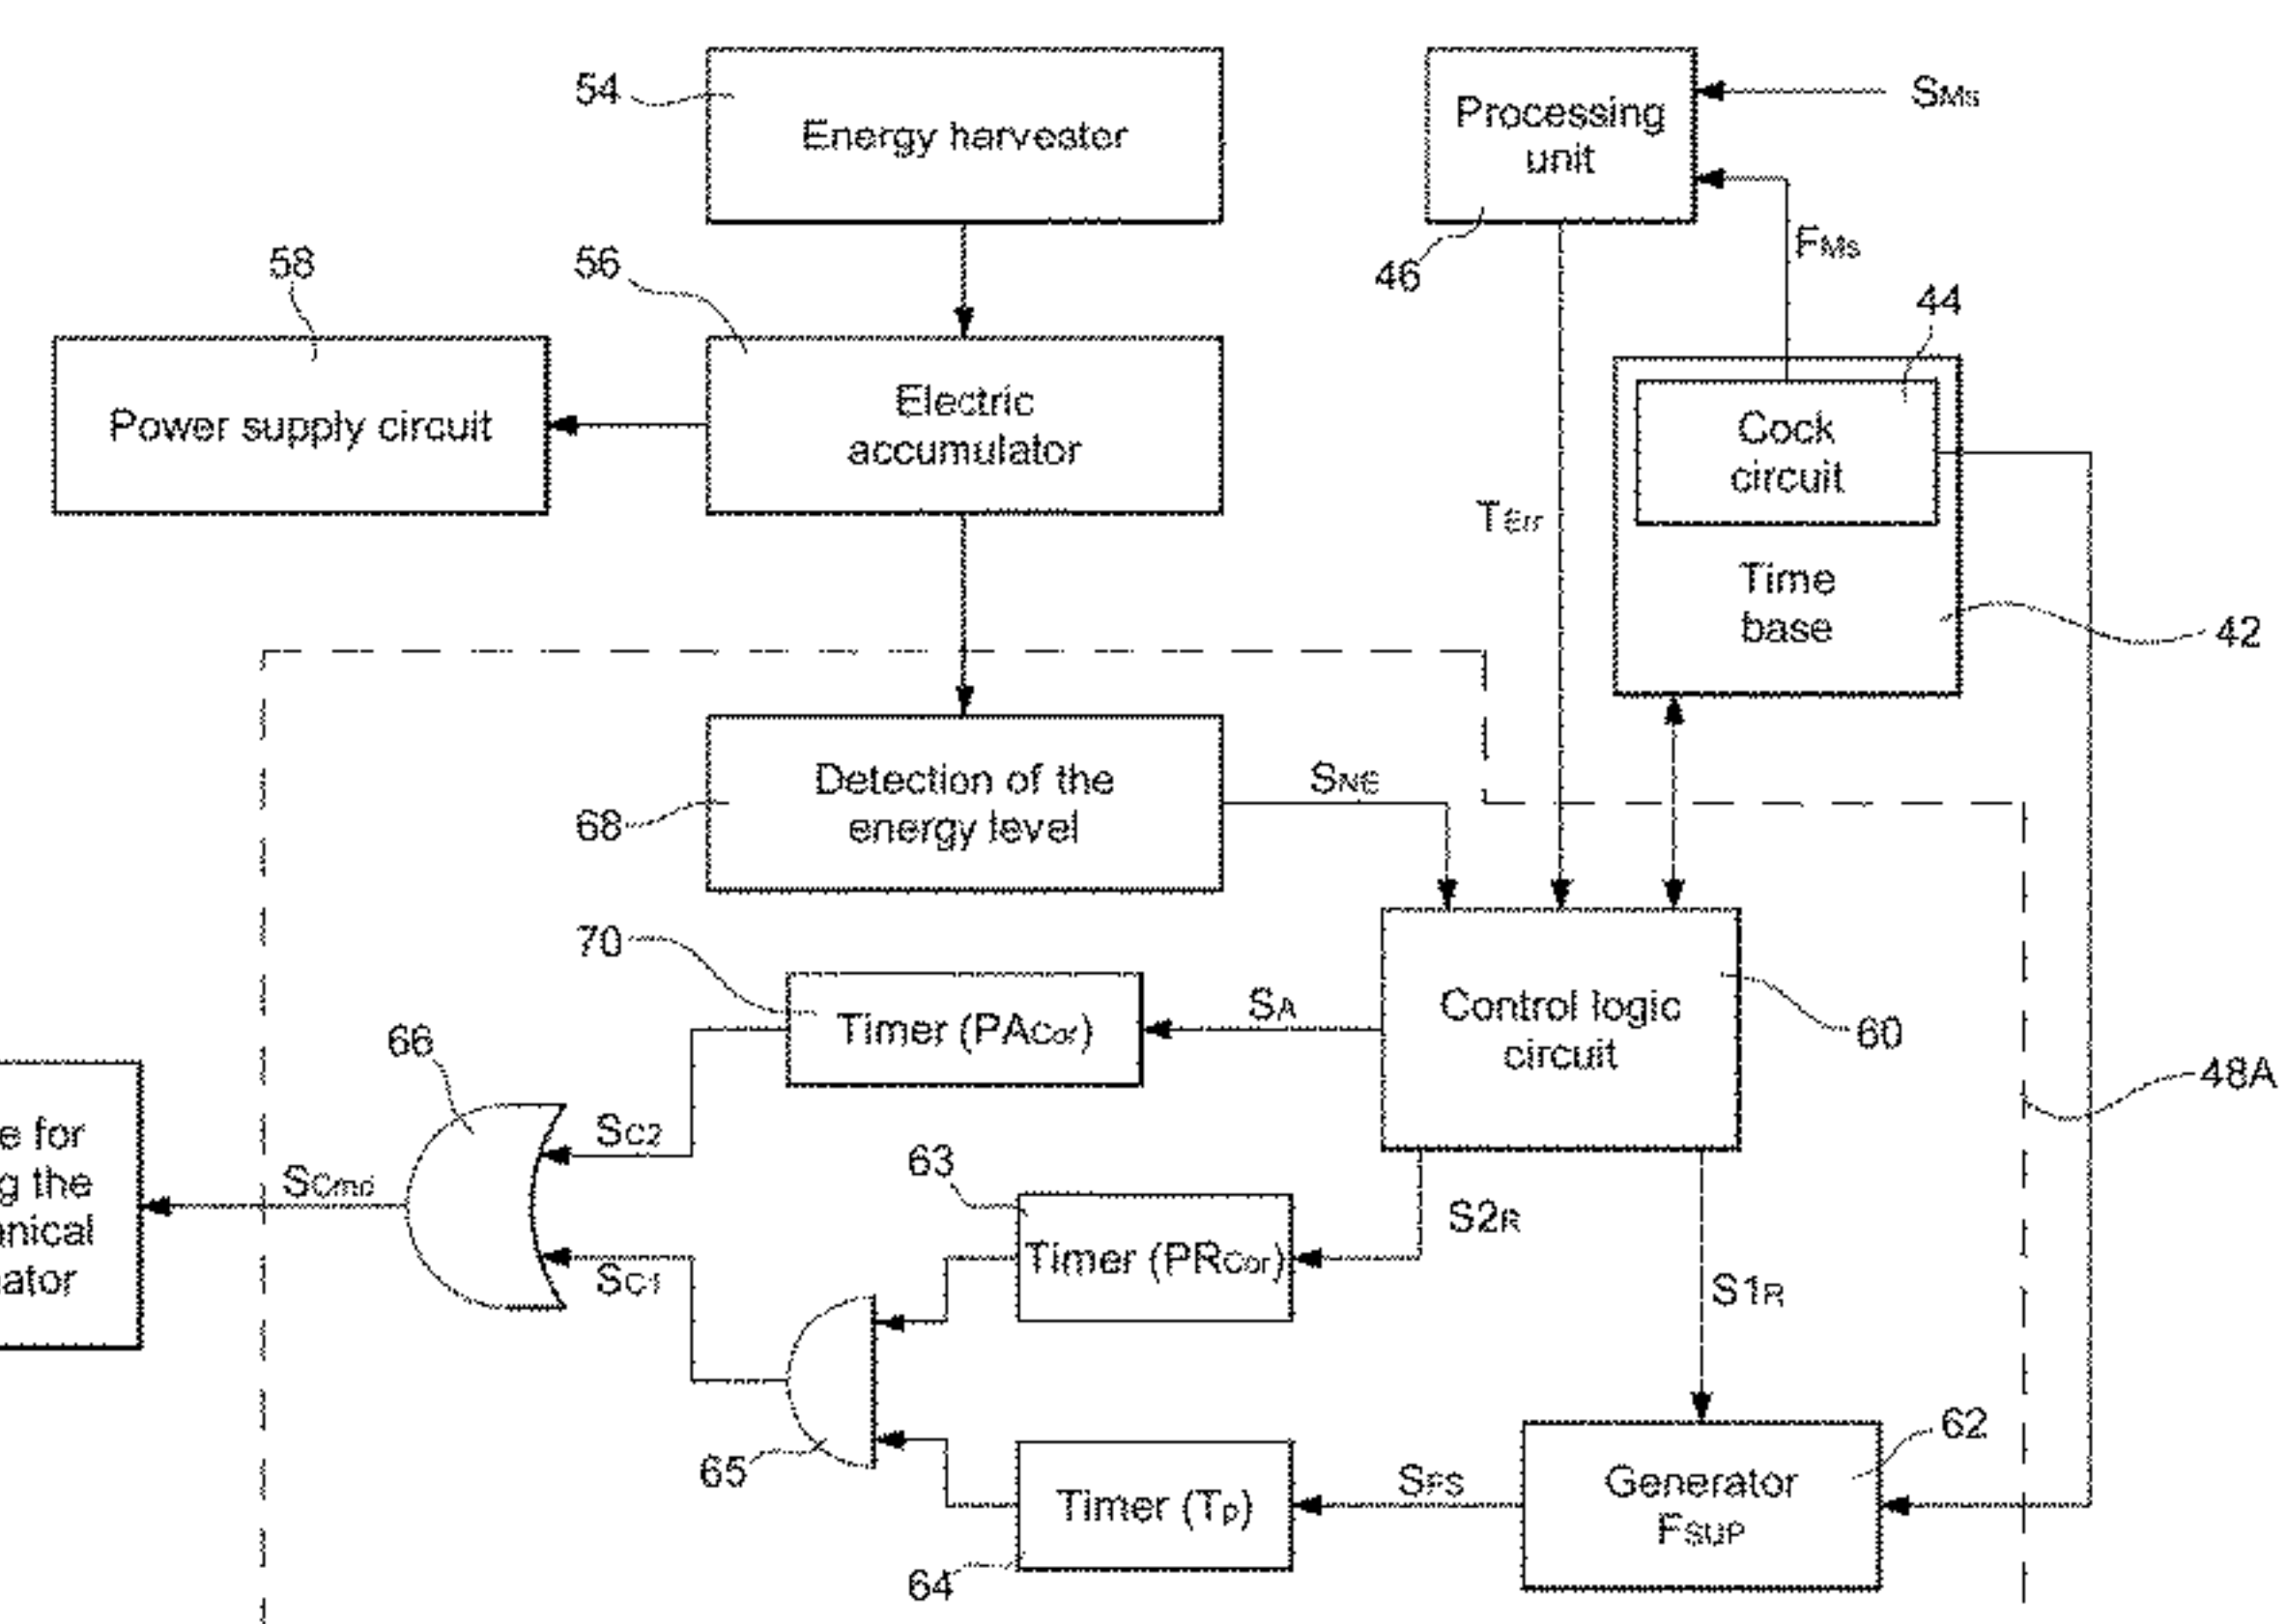 54
Energy harvester
Processing
unit
SMs
46
FMs
58
56
44
Power supply circuit
Electric
accumulator
Cock
circuit
TErr
Time
base
42
Detection of the
energy level
68
SNE
70
Timer (PACor)
SA
Control logic
circuit
60
48A
66
SC2
63
e for
g the
nical
ator
SCmd
Timer (PRCor)
S2R
SC1
S1R
65
62
Timer (Tp)
SFS
Generator
FSUP
64